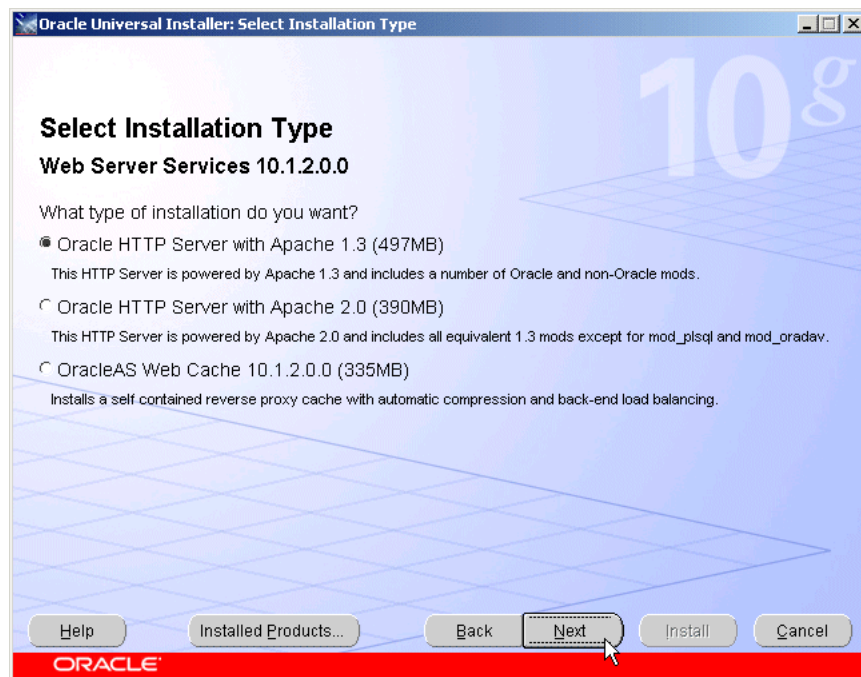 Oracle Universal Installer: Select Installation Type
10g
Select Installation Type
Web Server Services 10.1.2.0.0
What type of installation do you want?
Oracle HTTP Server with Apache 1.3 (497MB)
This HTTP Server is powered by Apache 1.3 and includes a number of Oracle and non-Oracle mods.
Oracle HTTP Server with Apache 2.0 (390MB)
This HTTP Server is powered by Apache 2.0 and includes all equivalent 1.3 mods except for mod_plsql and mod_oradav.
OracleAS Web Cache 10.1.2.0.0 (335MB)
Installs a self contained reverse proxy cache with automatic compression and back-end load balancing.
Help Installed Products... Back Next Install Cancel
ORACLE